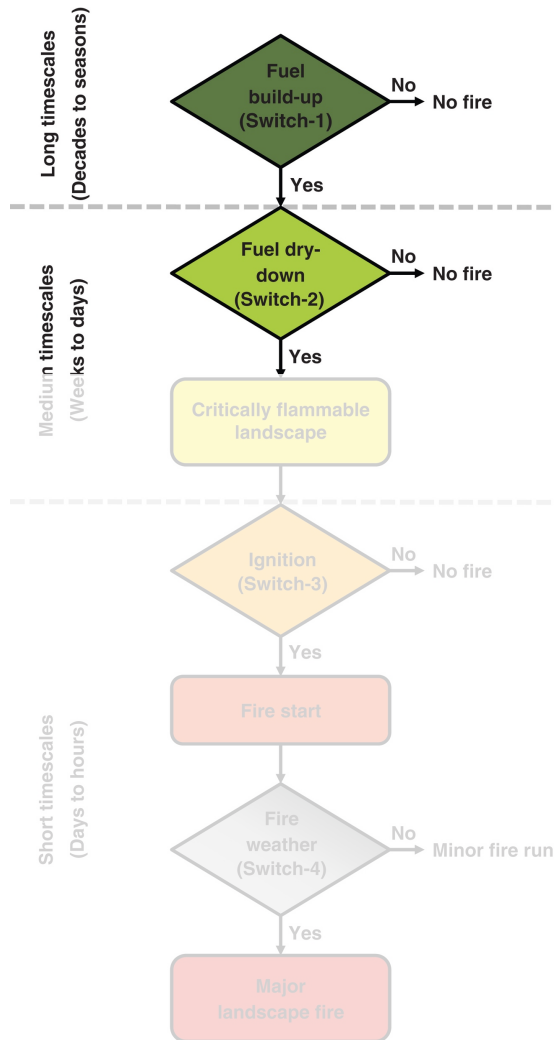 Long timescales
(Decades to seasons)
Fuel
build-up
(Switch-1)
No
No fire
Yes
Medium timescales
(Weeks to days)
Fuel dry-
down
(Switch-2)
No
No fire
Yes
Critically flammable
landscape
Short timescales
(Days to hours)
Ignition
(Switch-3)
No
No fire
Yes
Fire start
Fire
weather
(Switch-4)
No
Minor fire run
Yes
Major
landscape fire